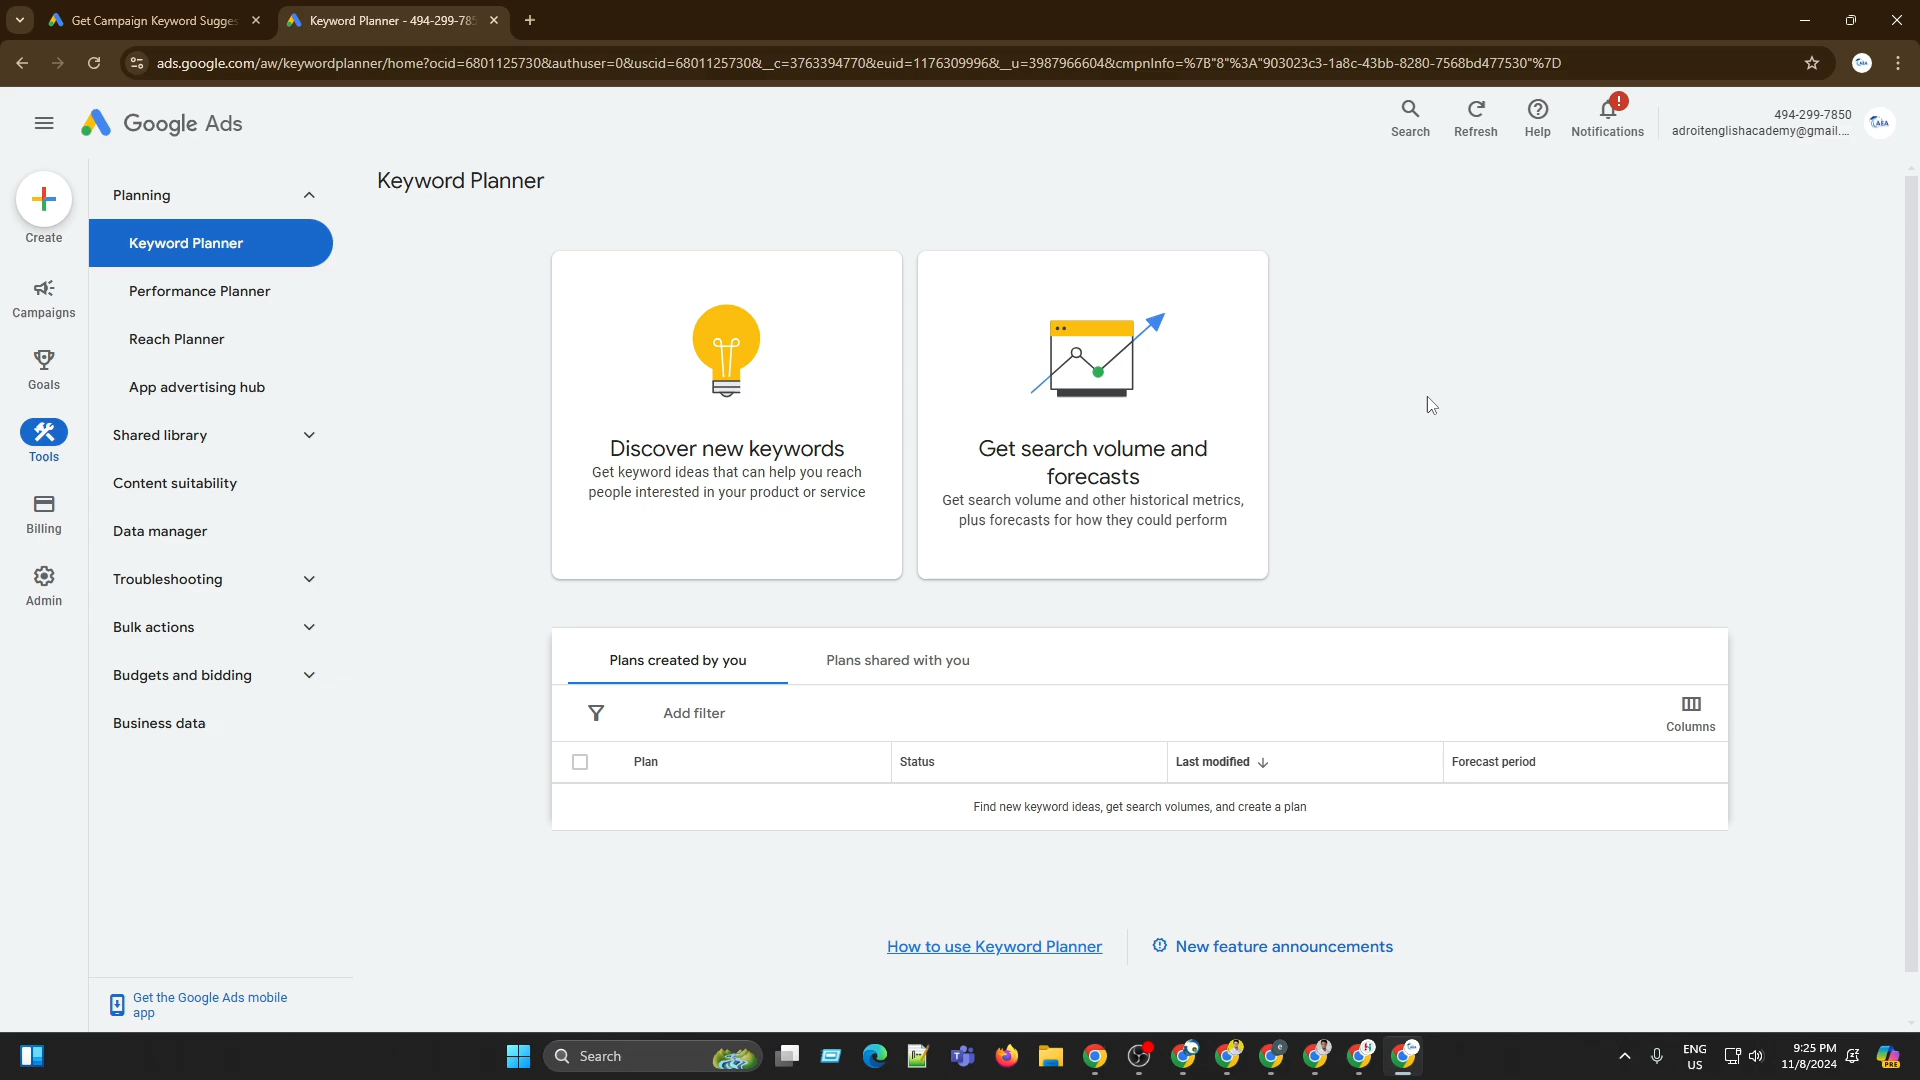 Get Campaign Keyword Sugges
Keyword Planner - 494-299-785
ads.google.com/aw/keywordplanner/home?ocid=6801125730&authuser=0&uscid=6801125730&__c=3763394770&euid=1176309996&__u=3987966604&cmpnInfo=%7B"8"%3A"903023c3-1a8c-43bb-8280-7568bd477530"%7D
Google Ads
Search
Refresh
Help
Notifications
494-299-7850
adroitenglishacademy@gmail....
Create
Campaigns
Goals
Tools
Billing
Admin
Planning
Keyword Planner
Performance Planner
Reach Planner
App advertising hub
Shared library
Content suitability
Data manager
Troubleshooting
Bulk actions
Budgets and bidding
Business data
Get the Google Ads mobile
app
Keyword Planner
Discover new keywords
Get keyword ideas that can help you reach
people interested in your product or service
Get search volume and
forecasts
Get search volume and other historical metrics,
plus forecasts for how they could perform
Plans created by you
Plans shared with you
Add filter
Columns
Plan
Status
Last modified
Forecast period
Find new keyword ideas, get search volumes, and create a plan
How to use Keyword Planner
New feature announcements
Search
ENG
US
9:25 PM
11/8/2024